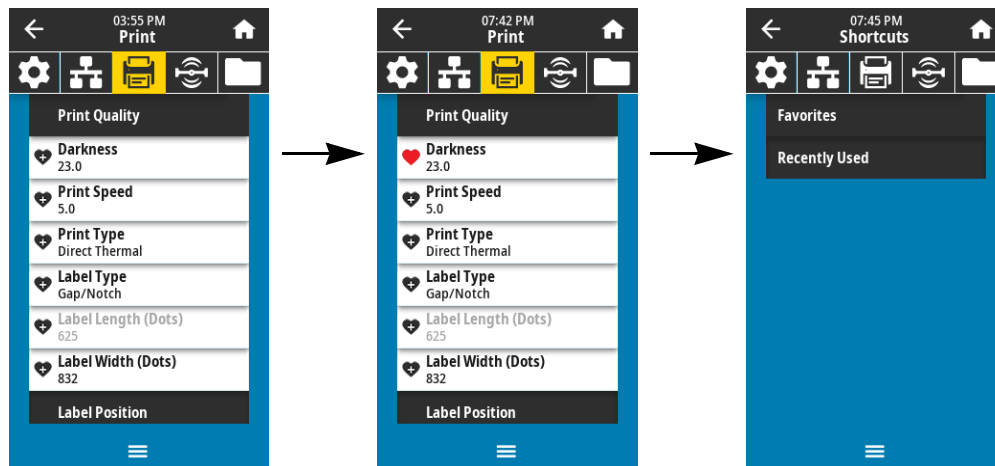 03:55 PM
Print
Print Quality
Darkness
23.0
Print Speed
5.0
Print Type
Direct Thermal
Label Type
Gap/Notch
Label Length (Dots)
625
Label Width (Dots)
832
Label Position
07:42 PM
Print
Print Quality
Darkness
23.0
Print Speed
5.0
Print Type
Direct Thermal
Label Type
Gap/Notch
Label Length (Dots)
625
Label Width (Dots)
832
Label Position
07:45 PM
Shortcuts
Favorites
Recently Used